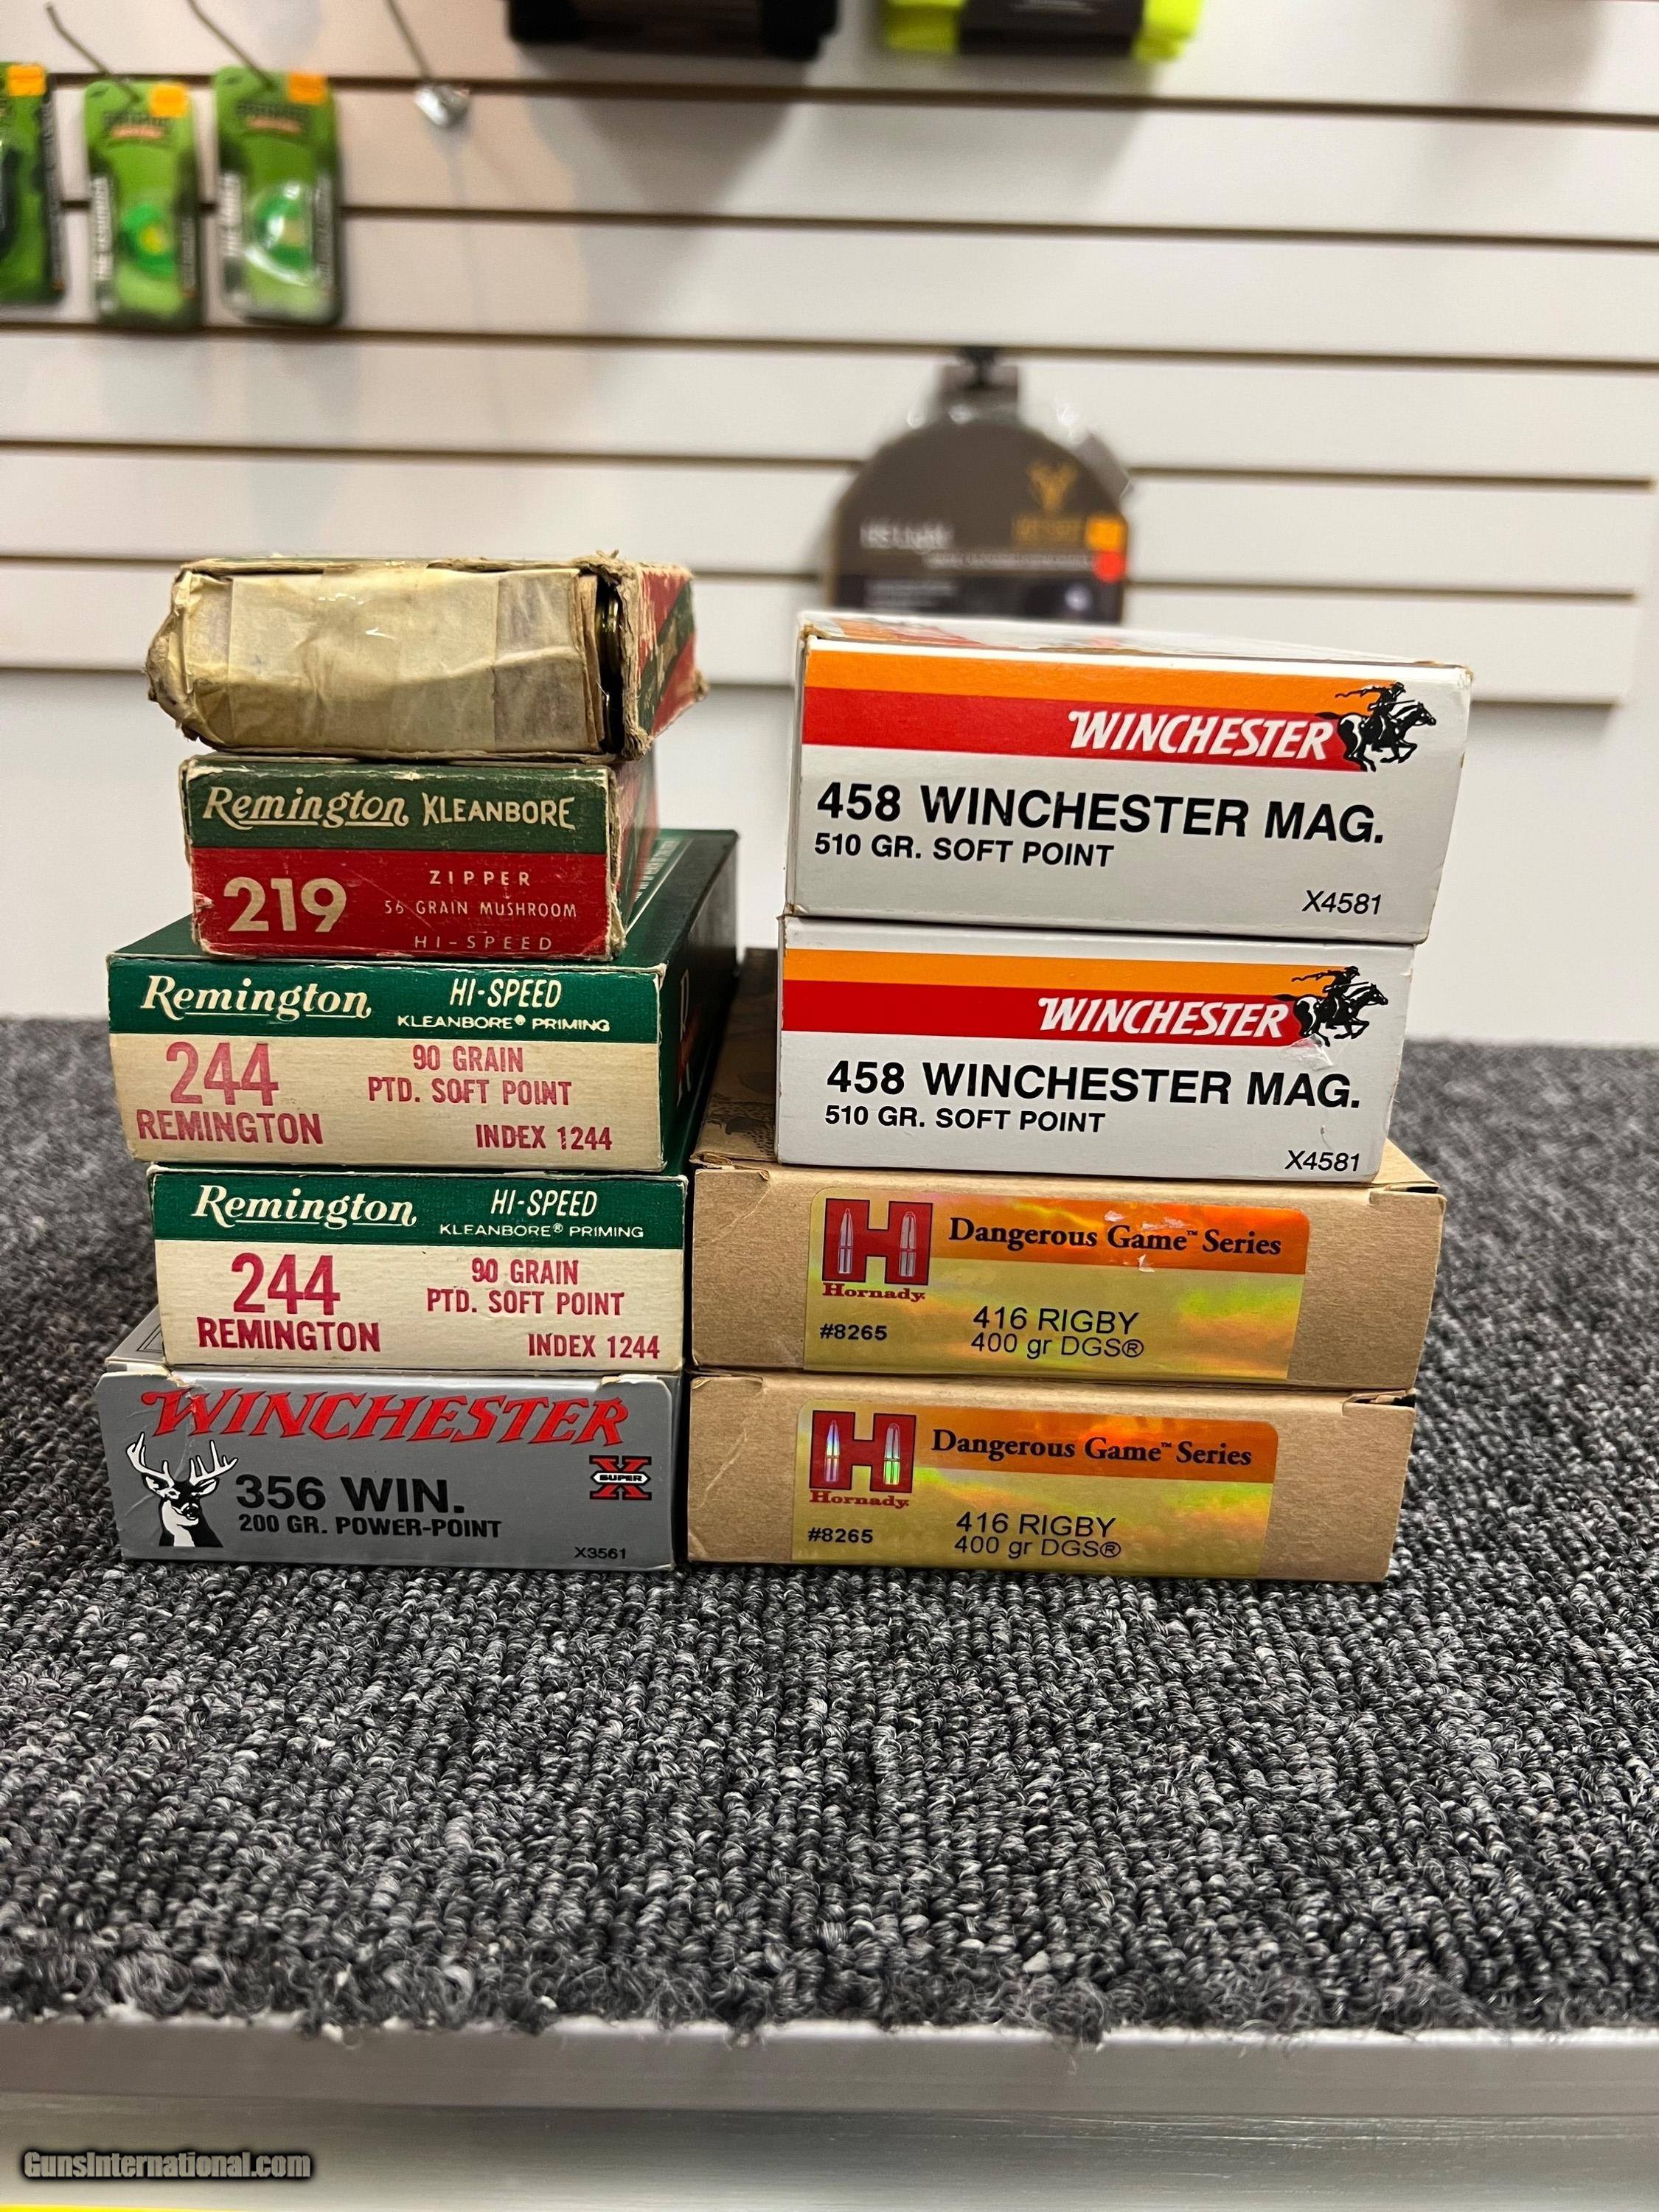 Remington KLEANBORE
219
ZIPPER
56 GRAIN MUSHROOM
HI-SPEED
Remington
HI-SPEED
KLEANBORE® PRIMING
244
REMINGTON
90 GRAIN
PTD. SOFT POINT
INDEX 1244
Remington
HI-SPEED
KLEANBORE® PRIMING
244
REMINGTON
90 GRAIN
PTD. SOFT POINT
INDEX 1244
WINCHESTER
SUPER X
356 WIN.
200 GR. POWER-POINT
X3561
WINCHESTER
458 WINCHESTER MAG.
510 GR. SOFT POINT
X4581
WINCHESTER
458 WINCHESTER MAG.
510 GR. SOFT POINT
X4581
H
Hornady
Dangerous Game™ Series
#8265
416 RIGBY
400 gr DGS®
H
Hornady
Dangerous Game™ Series
#8265
416 RIGBY
400 gr DGS®
GunsInternational.com